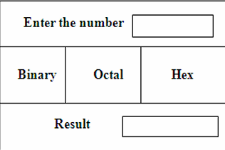 Enter the number
Binary Octal Hex
Result